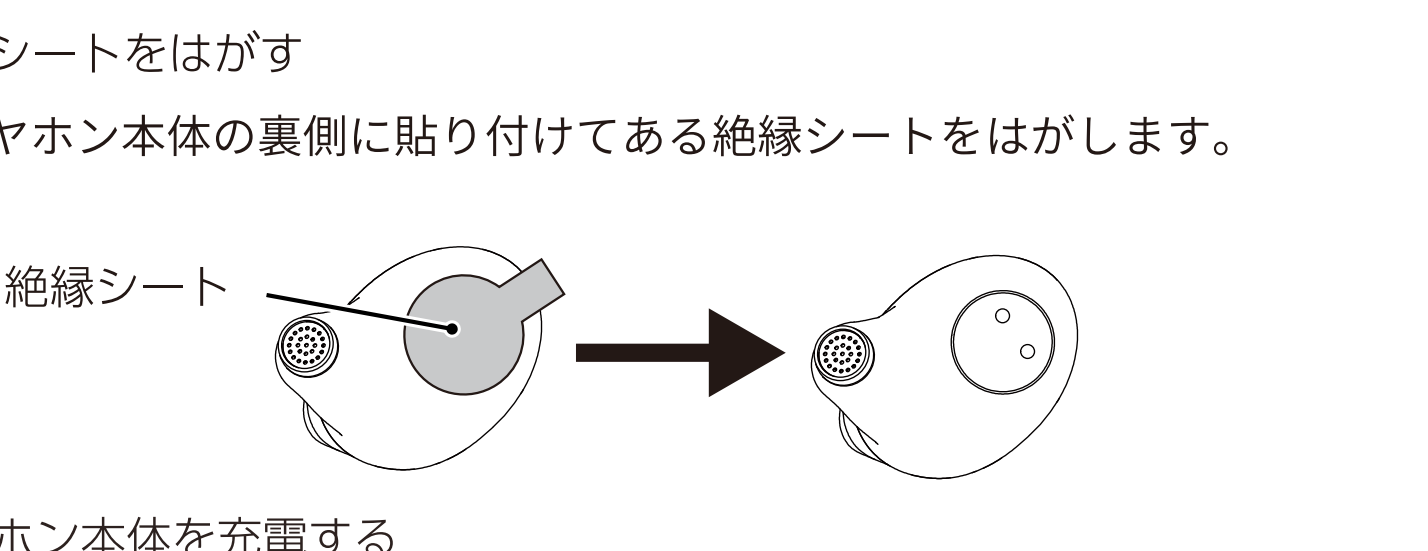 シートをはがす
ヤホン本体の裏側に貼り付けてある絶縁シートをはがします。
絶縁シート
ホン本体を充電する